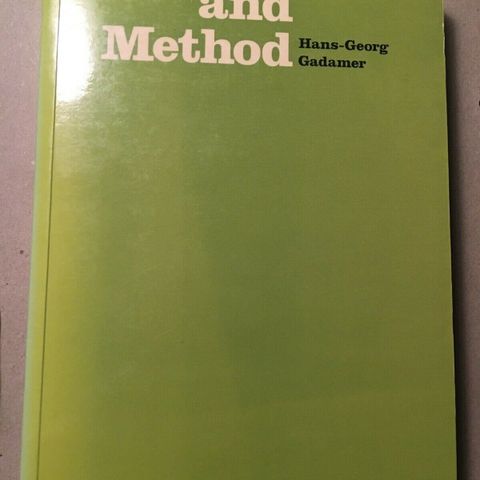 and
Method
Hans-Georg
Gadamer